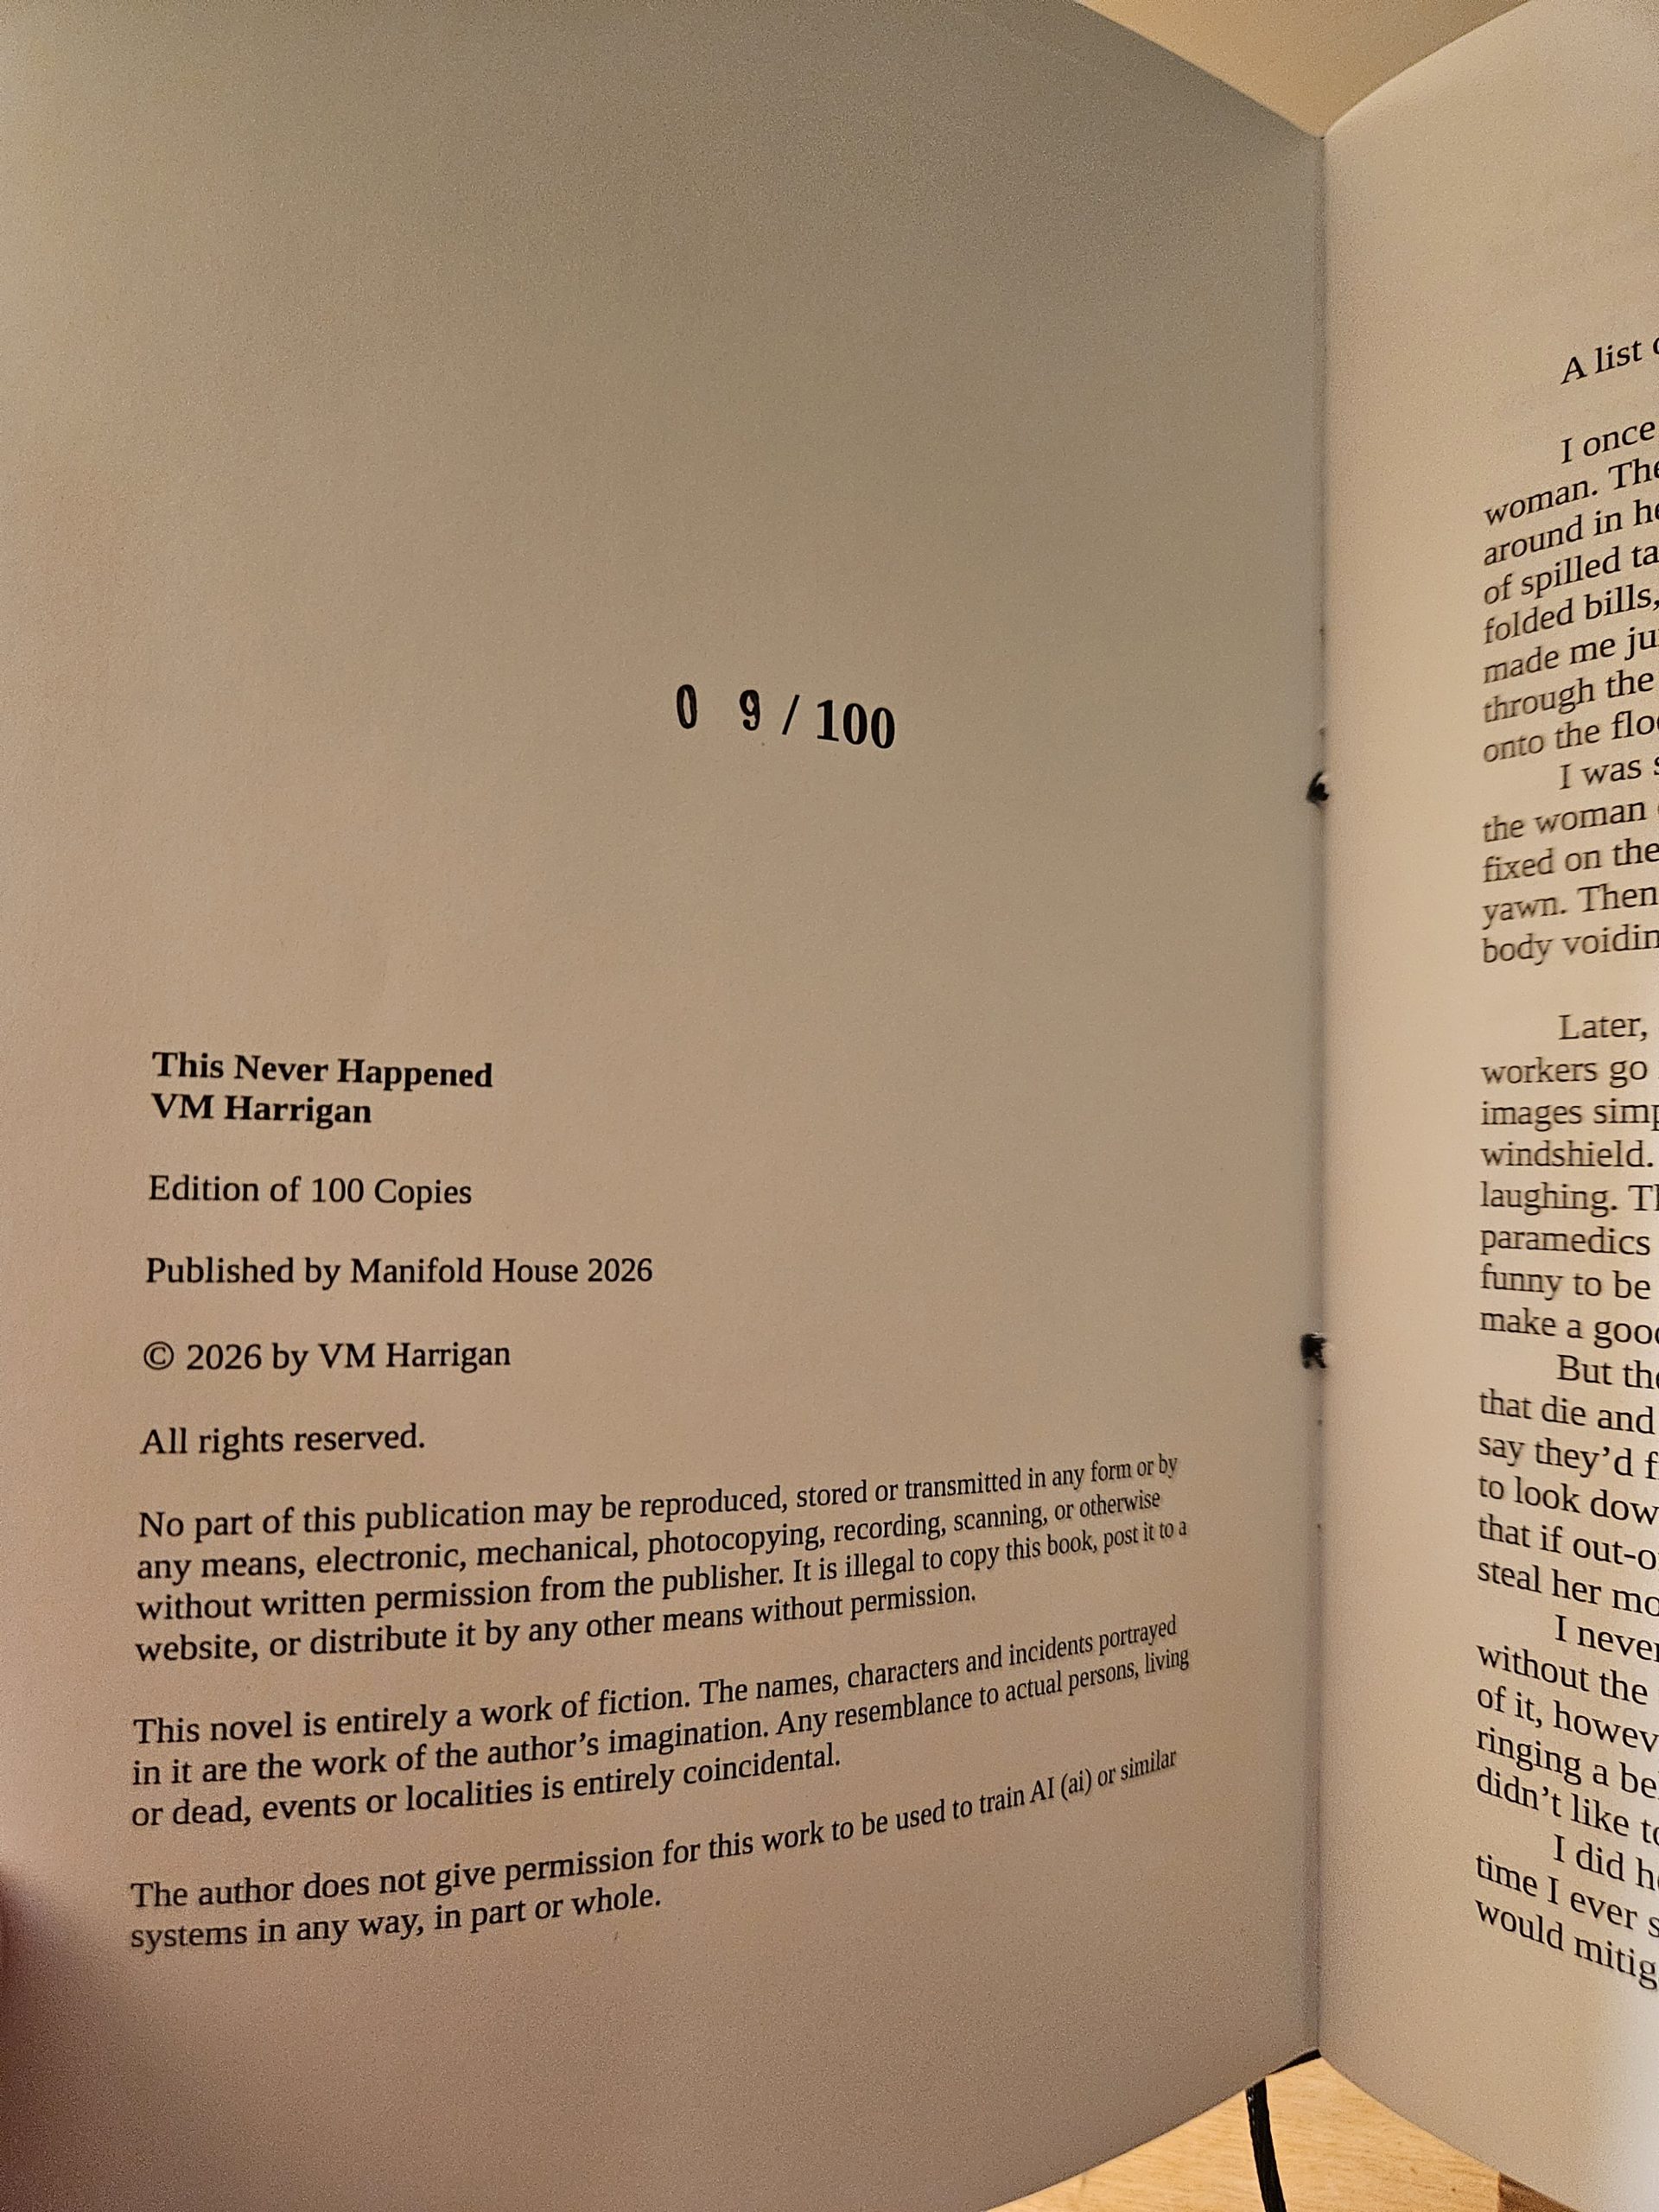 0 9 / 100
This Never Happened
VM Harrigan
Edition of 100 Copies
Published by Manifold House 2026
© 2026 by VM Harrigan
All rights reserved.
No part of this publication may be reproduced, stored or transmitted in any form or by
any means, electronic, mechanical, photocopying, recording, scanning, or otherwise
without written permission from the publisher. It is illegal to copy this book, post it to a
website, or distribute it by any other means without permission.
This novel is entirely a work of fiction. The names, characters and incidents portrayed
in it are the work of the author’s imagination. Any resemblance to actual persons, living
or dead, events or localities is entirely coincidental.
The author does not give permission for this work to be used to train AI (ai) or similar
systems in any way, in part or whole.
A list
I once
woman.
around in
of spilled
folded bills,
made me
through the
onto the
I was
the woman
fixed on the
yawn. Then
body
Later,
workers go
images
windshield.
laughing.
paramedics
funny to be
make a
But
that die and
say they’d
to look
that if
steal her
I
without the
of it,
ringing a
didn’t like
I did
time I ever
would